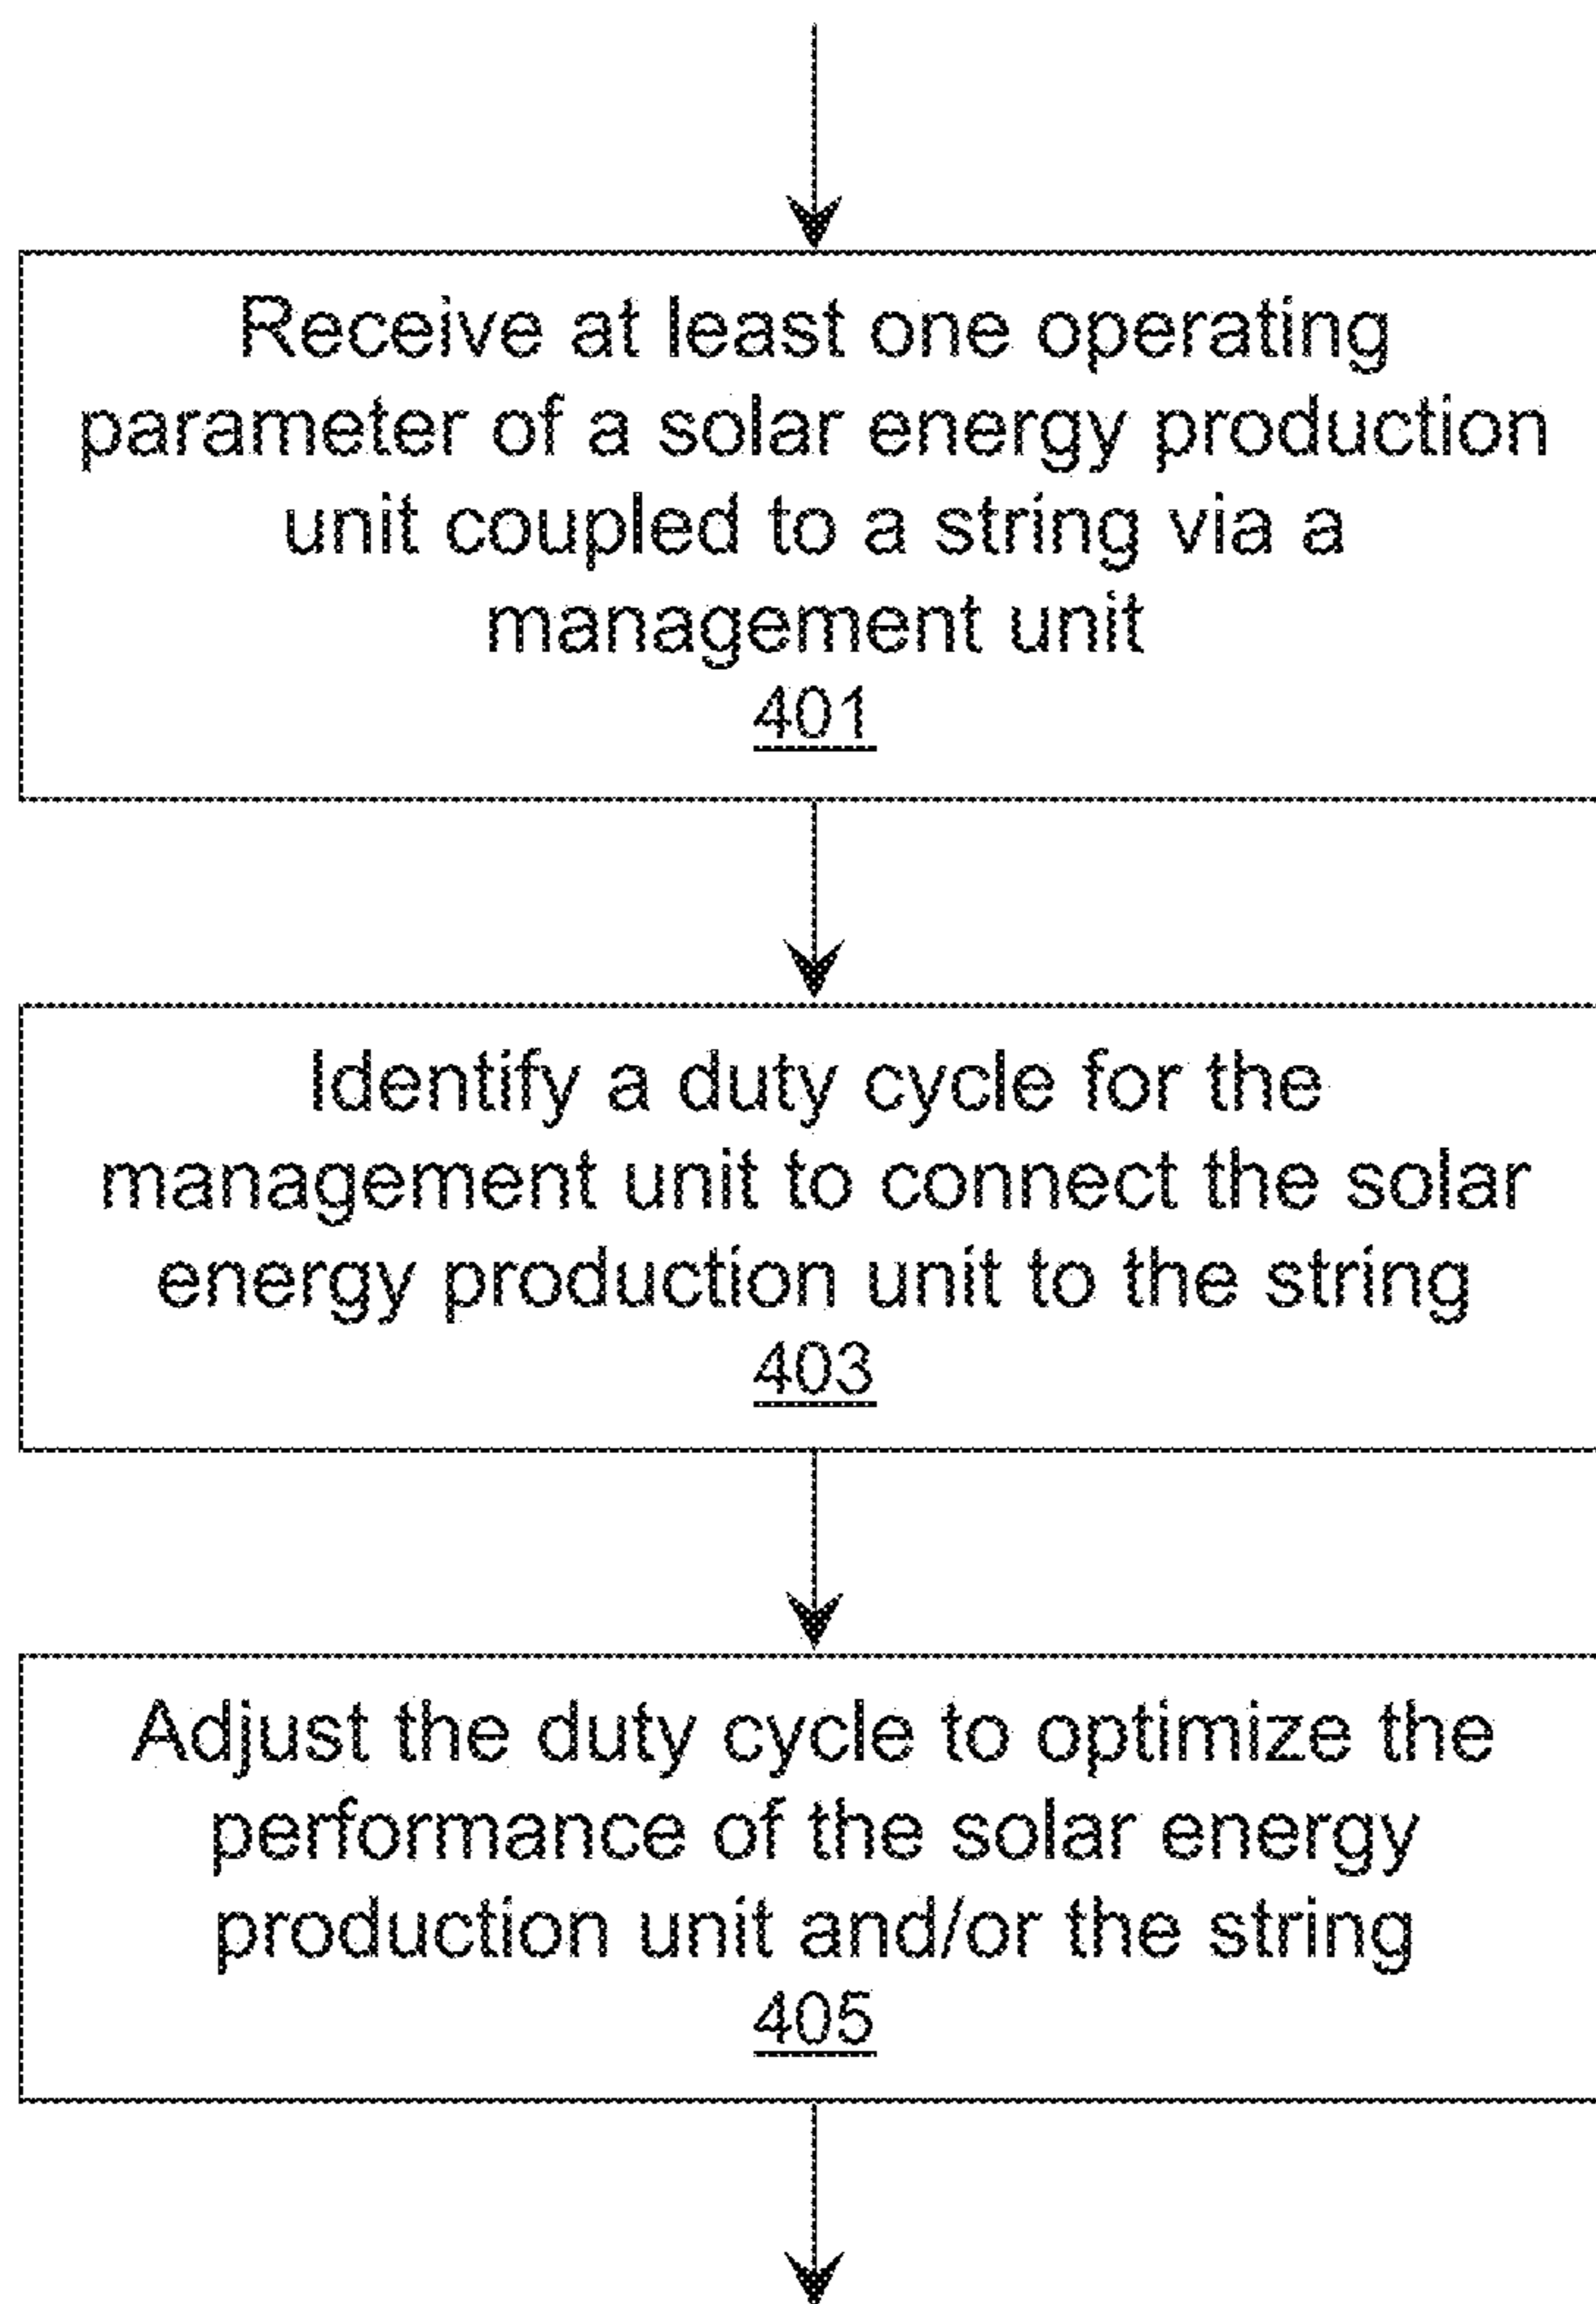 Receive at least one operating
parameter of a solar energy production
unit coupled to a string via a
management unit
401
Identify a duty cycle for the
management unit to connect the solar
energy production unit to the string
403
Adjust the duty cycle to optimize the
performance of the solar energy
production unit and/or the string
405